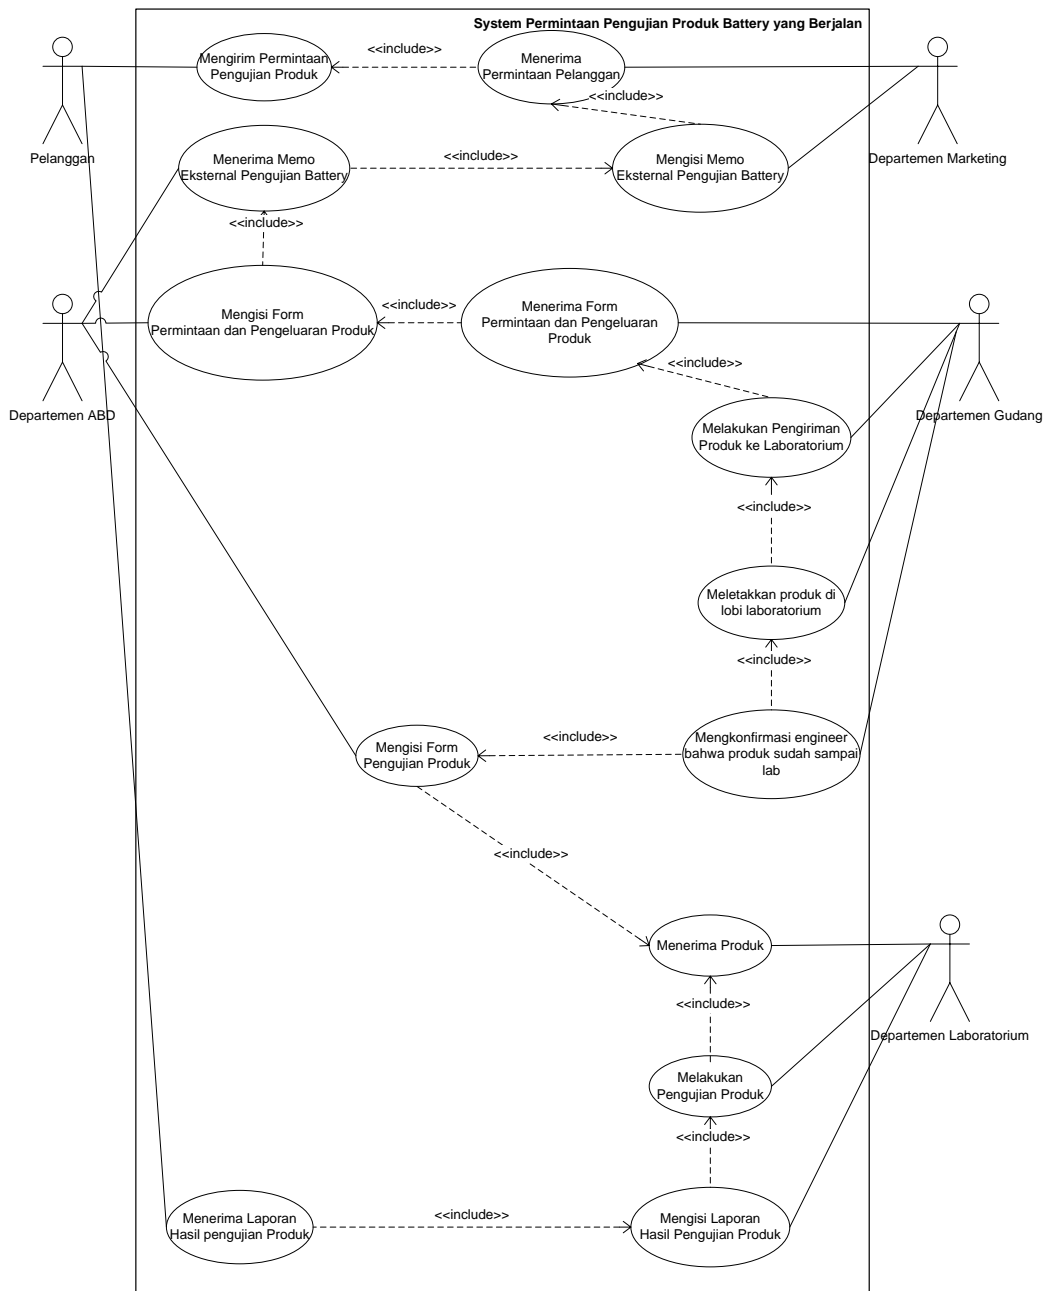 System Permintaan Pengujian Produk Battery yang Berjalan
Mengirim Permintaan
Pengujian Produk
<<include>>
Menerima
Permintaan Pelanggan
<<include>>
Pelanggan
Departemen Marketing
Menerima Memo
Eksternal Pengujian Battery
<<include>>
Mengisi Memo
Eksternal Pengujian Battery
<<include>>
Mengisi Form
Permintaan dan Pengeluaran Produk
<<include>>
Menerima Form
Permintaan dan Pengeluaran
Produk
<<include>>
Departemen ABD
Departemen Gudang
Melakukan Pengiriman
Produk ke Laboratorium
<<include>>
Meletakkan produk di
lobi laboratorium
<<include>>
Mengisi Form
Pengujian Produk
<<include>>
Mengkonfirmasi engineer
bahwa produk sudah sampai
lab
<<include>>
Menerima Produk
<<include>>
Departemen Laboratorium
Melakukan
Pengujian Produk
<<include>>
Menerima Laporan
Hasil pengujian Produk
<<include>>
Mengisi Laporan
Hasil Pengujian Produk